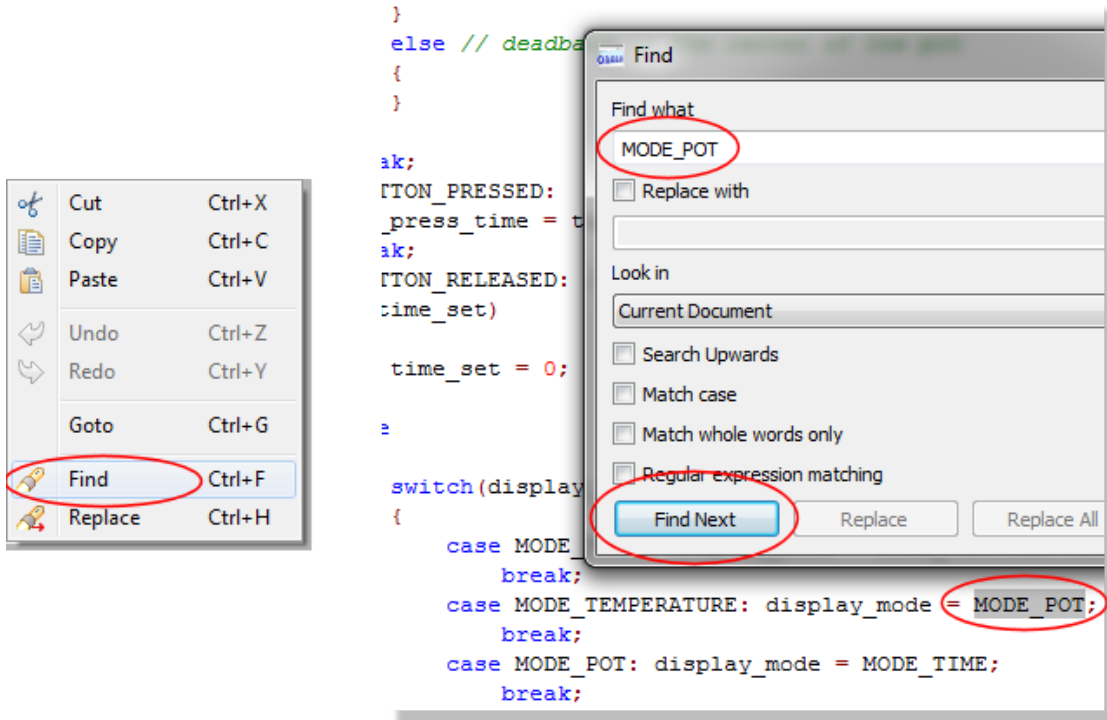 Cut Ctrl+X
Copy Ctrl+C
Paste Ctrl+V
Undo Ctrl+Z
Redo Ctrl+Y
Goto Ctrl+G
Find Ctrl+F
Replace Ctrl+H
}
else // deadba
{
}
ak;
TTON_PRESSED:
_press_time = t
ak;
TTON_RELEASED:
time_set)
time_set = 0;
e
switch(display
{
case MODE_
break;
case MODE_TEMPERATURE: display_mode = MODE_POT;
break;
case MODE_POT: display_mode = MODE_TIME;
break;
Find
Find what
MODE_POT
Replace with
Look in
Current Document
Search Upwards
Match case
Match whole words only
Regular expression matching
Find Next Replace Replace All